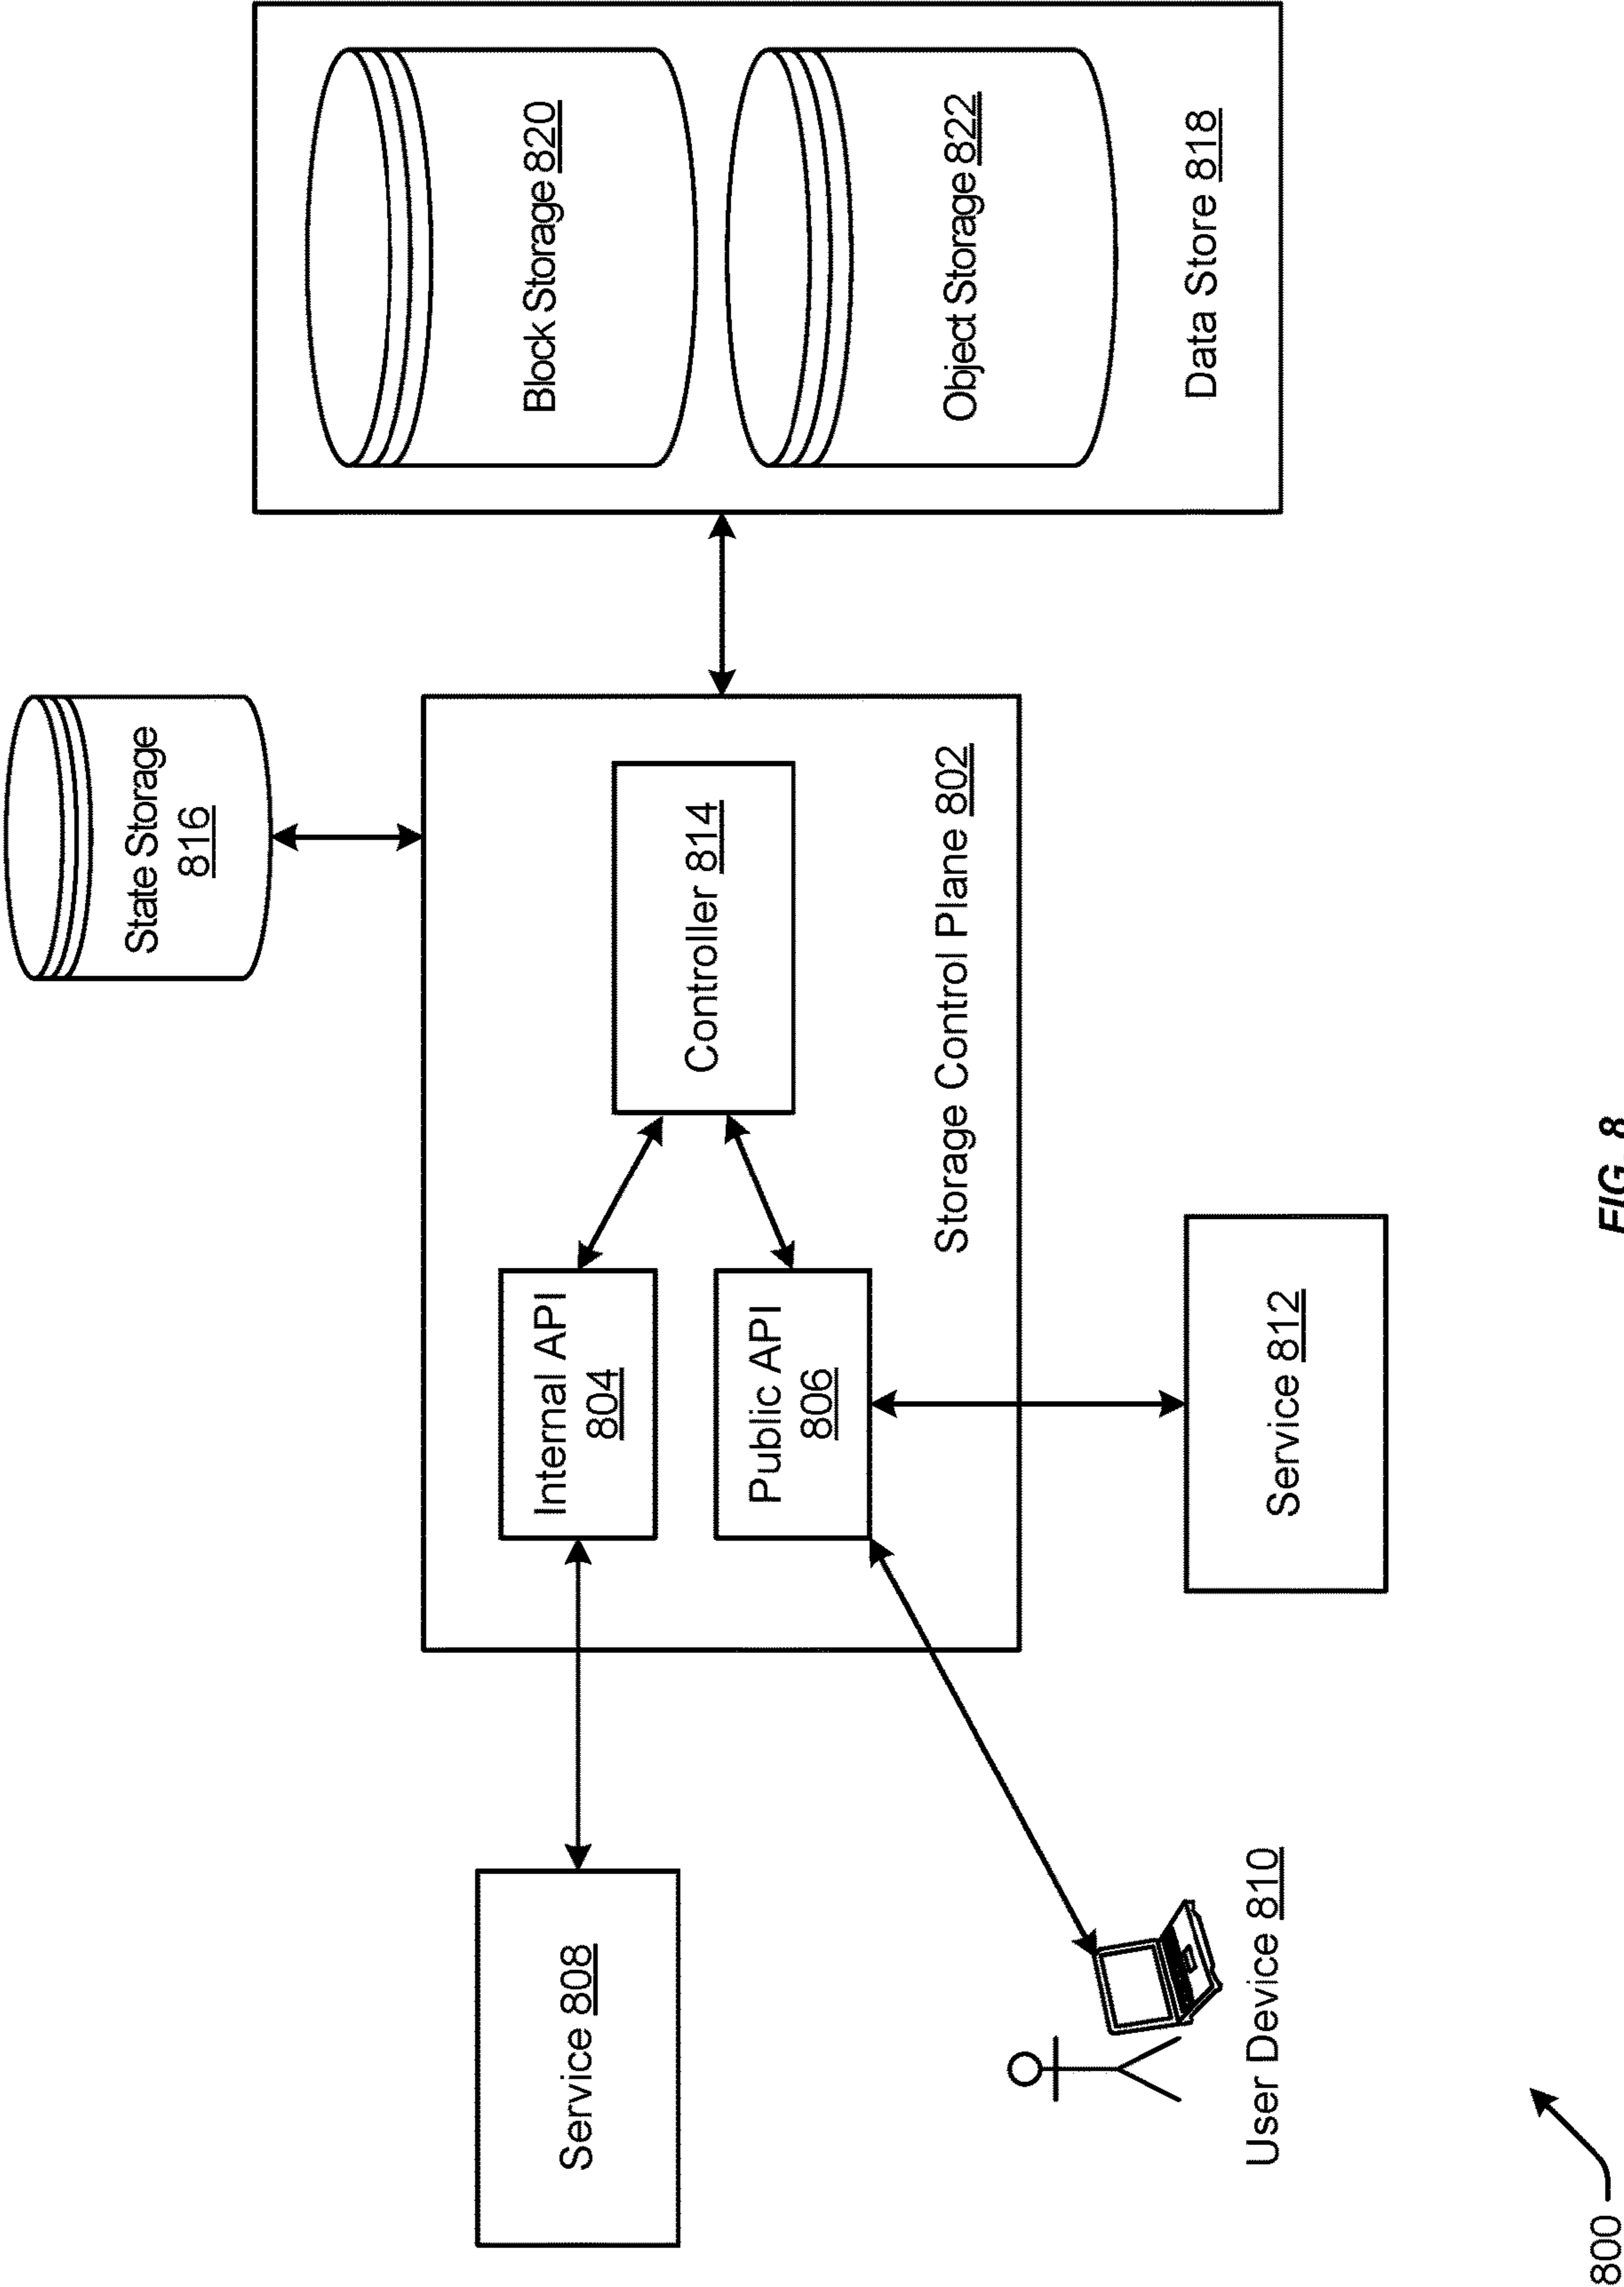 State Storage
816
Block Storage 820
Internal API
804
Controller 814
Service 808
Public API
806
Object Storage 822
Storage Control Plane 802
Data Store 818
User Device 810
Service 812
800
FIG. 8